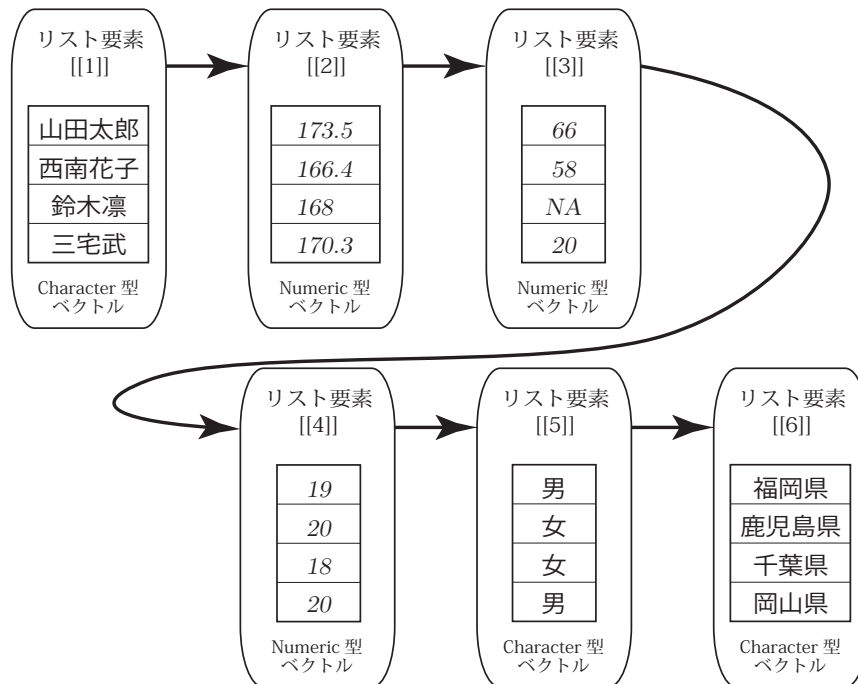 リスト要素
[[1]]
山田太郎
西南花子
鈴木凛
三宅武
Character 型
ベクトル
リスト要素
[[2]]
173.5
166.4
168
170.3
Numeric 型
ベクトル
リスト要素
[[3]]
66
58
NA
20
Numeric 型
ベクトル
リスト要素
[[4]]
19
20
18
20
Numeric 型
ベクトル
リスト要素
[[5]]
男
女
女
男
Character 型
ベクトル
リスト要素
[[6]]
福岡県
鹿児島県
千葉県
岡山県
Character 型
ベクトル